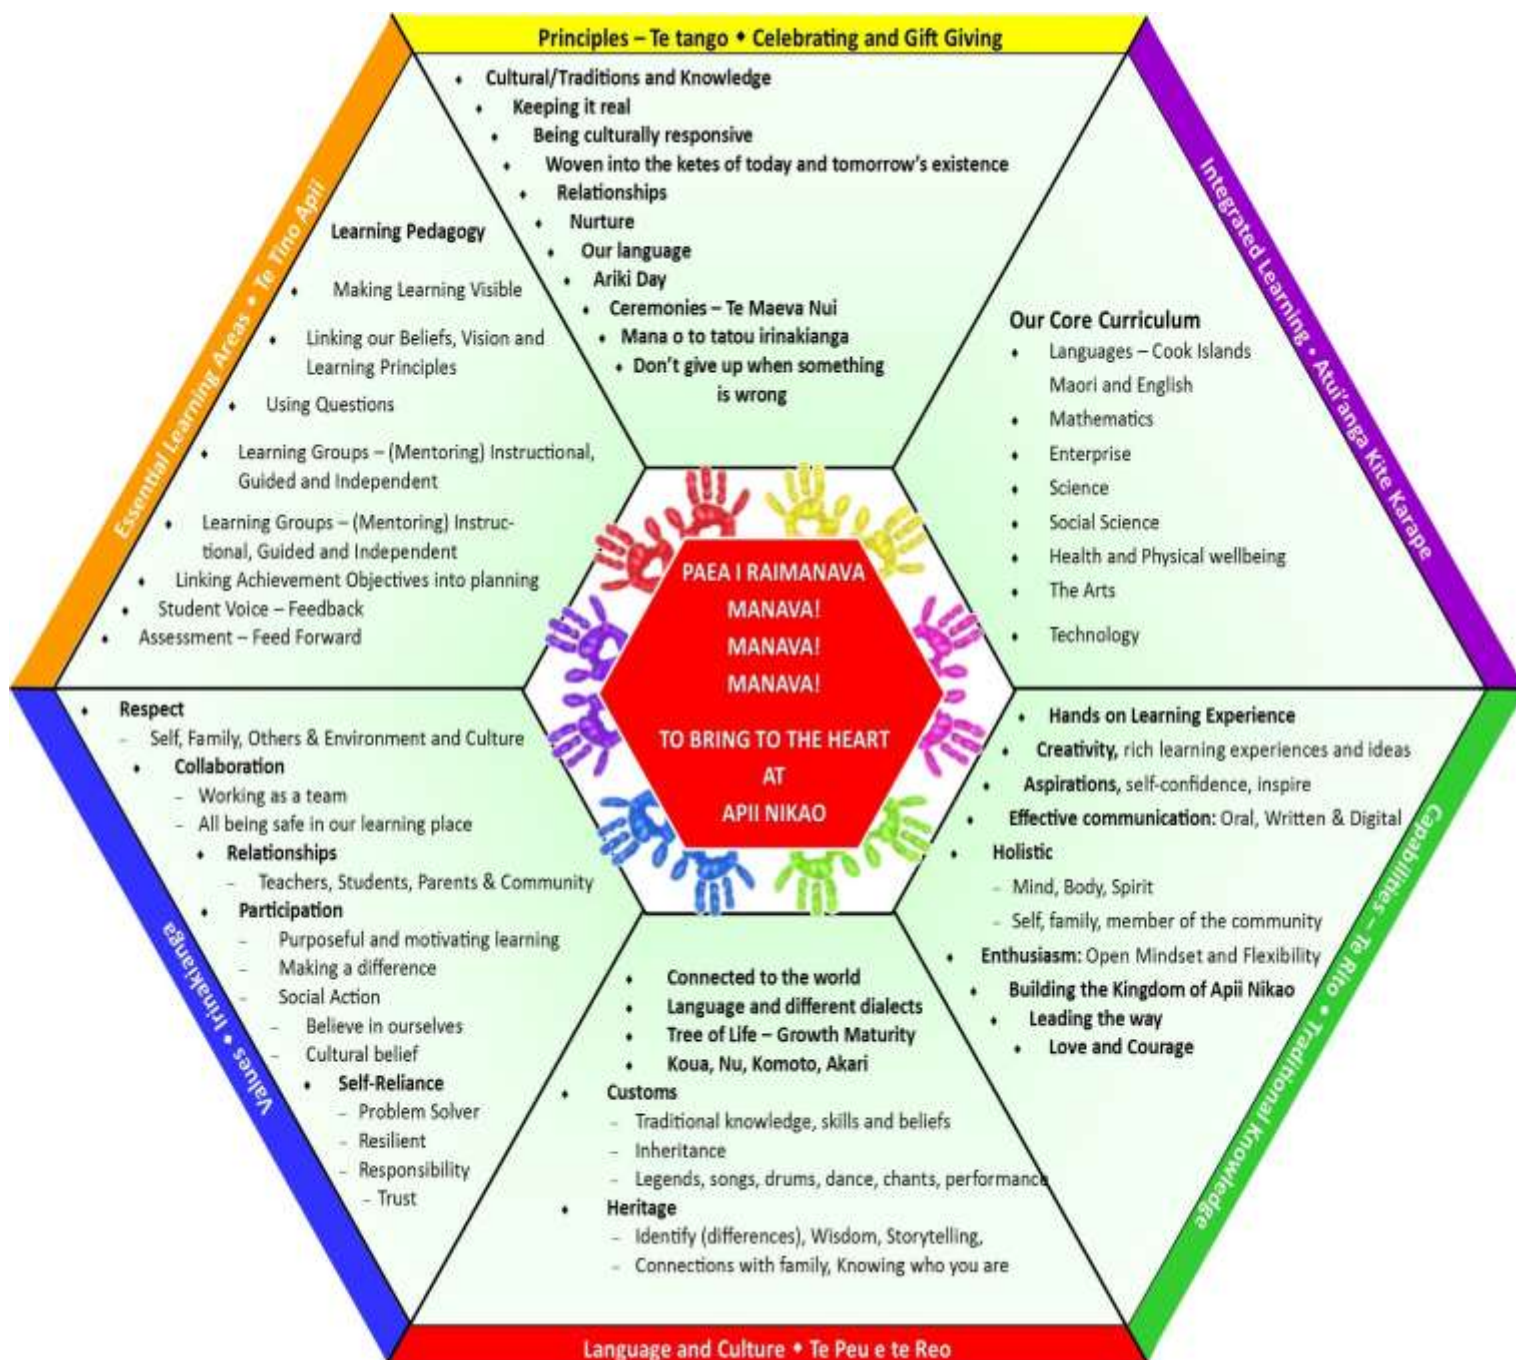 Principles – Te tango • Celebrating and Gift Giving
• Cultural/Traditions and Knowledge
• Keeping it real
• Being culturally responsive
• Woven into the ketes of today and tomorrow's existence
• Relationships
• Nurture
• Our language
• Ariki Day
• Ceremonies – Te Maeva Nui
• Mana o to tatou irinakianga
• Don't give up when something
is wrong
Integrated Learning • Atui'anga Kite Karape
Our Core Curriculum
• Languages – Cook Islands
Maori and English
• Mathematics
• Enterprise
• Science
• Social Science
• Health and Physical wellbeing
• The Arts
• Technology
Capabilities – Te Rito • Traditional Knowledge
• Hands on Learning Experience
• Creativity, rich learning experiences and ideas
• Aspirations, self-confidence, inspire
• Effective communication: Oral, Written & Digital
• Holistic
– Mind, Body, Spirit
– Self, family, member of the community
• Enthusiasm: Open Mindset and Flexibility
• Building the Kingdom of Apii Nikao
• Leading the way
• Love and Courage
Language and Culture • Te Peu e te Reo
• Connected to the world
• Language and different dialects
• Tree of Life – Growth Maturity
• Koua, Nu, Komoto, Akari
• Customs
– Traditional knowledge, skills and beliefs
– Inheritance
– Legends, songs, drums, dance, chants, performance
• Heritage
– Identify (differences), Wisdom, Storytelling,
– Connections with family, Knowing who you are
Values • Irinakianga
• Respect
– Self, Family, Others & Environment and Culture
• Collaboration
– Working as a team
– All being safe in our learning place
• Relationships
– Teachers, Students, Parents & Community
• Participation
– Purposeful and motivating learning
– Making a difference
– Social Action
– Believe in ourselves
– Cultural belief
• Self-Reliance
– Problem Solver
– Resilient
– Responsibility
– Trust
Essential Learning Areas • Te Tino Apii
Learning Pedagogy
• Making Learning Visible
• Linking our Beliefs, Vision and
Learning Principles
• Using Questions
• Learning Groups – (Mentoring) Instructional,
Guided and Independent
• Learning Groups – (Mentoring) Instruc-
tional, Guided and Independent
• Linking Achievement Objectives into planning
• Student Voice – Feedback
• Assessment – Feed Forward
PAEA I RAIMANAVA
MANAVA!
MANAVA!
MANAVA!
TO BRING TO THE HEART
AT
APII NIKAO